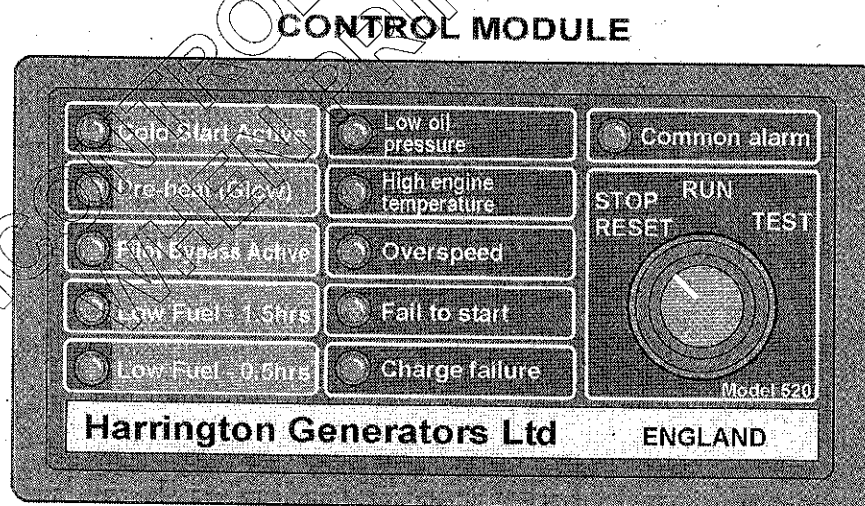 CONTROL MODULE
Cold Start Active
Pre-heat (Glow)
Pilot Bypass Active
Low Fuel - 1.5hrs
Low Fuel - 0.5hrs
Low oil
pressure
High engine
temperature
Overspeed
Fail to start
Charge failure
Common alarm
STOP
RESET
RUN
TEST
Model 520
Harrington Generators Ltd
ENGLAND